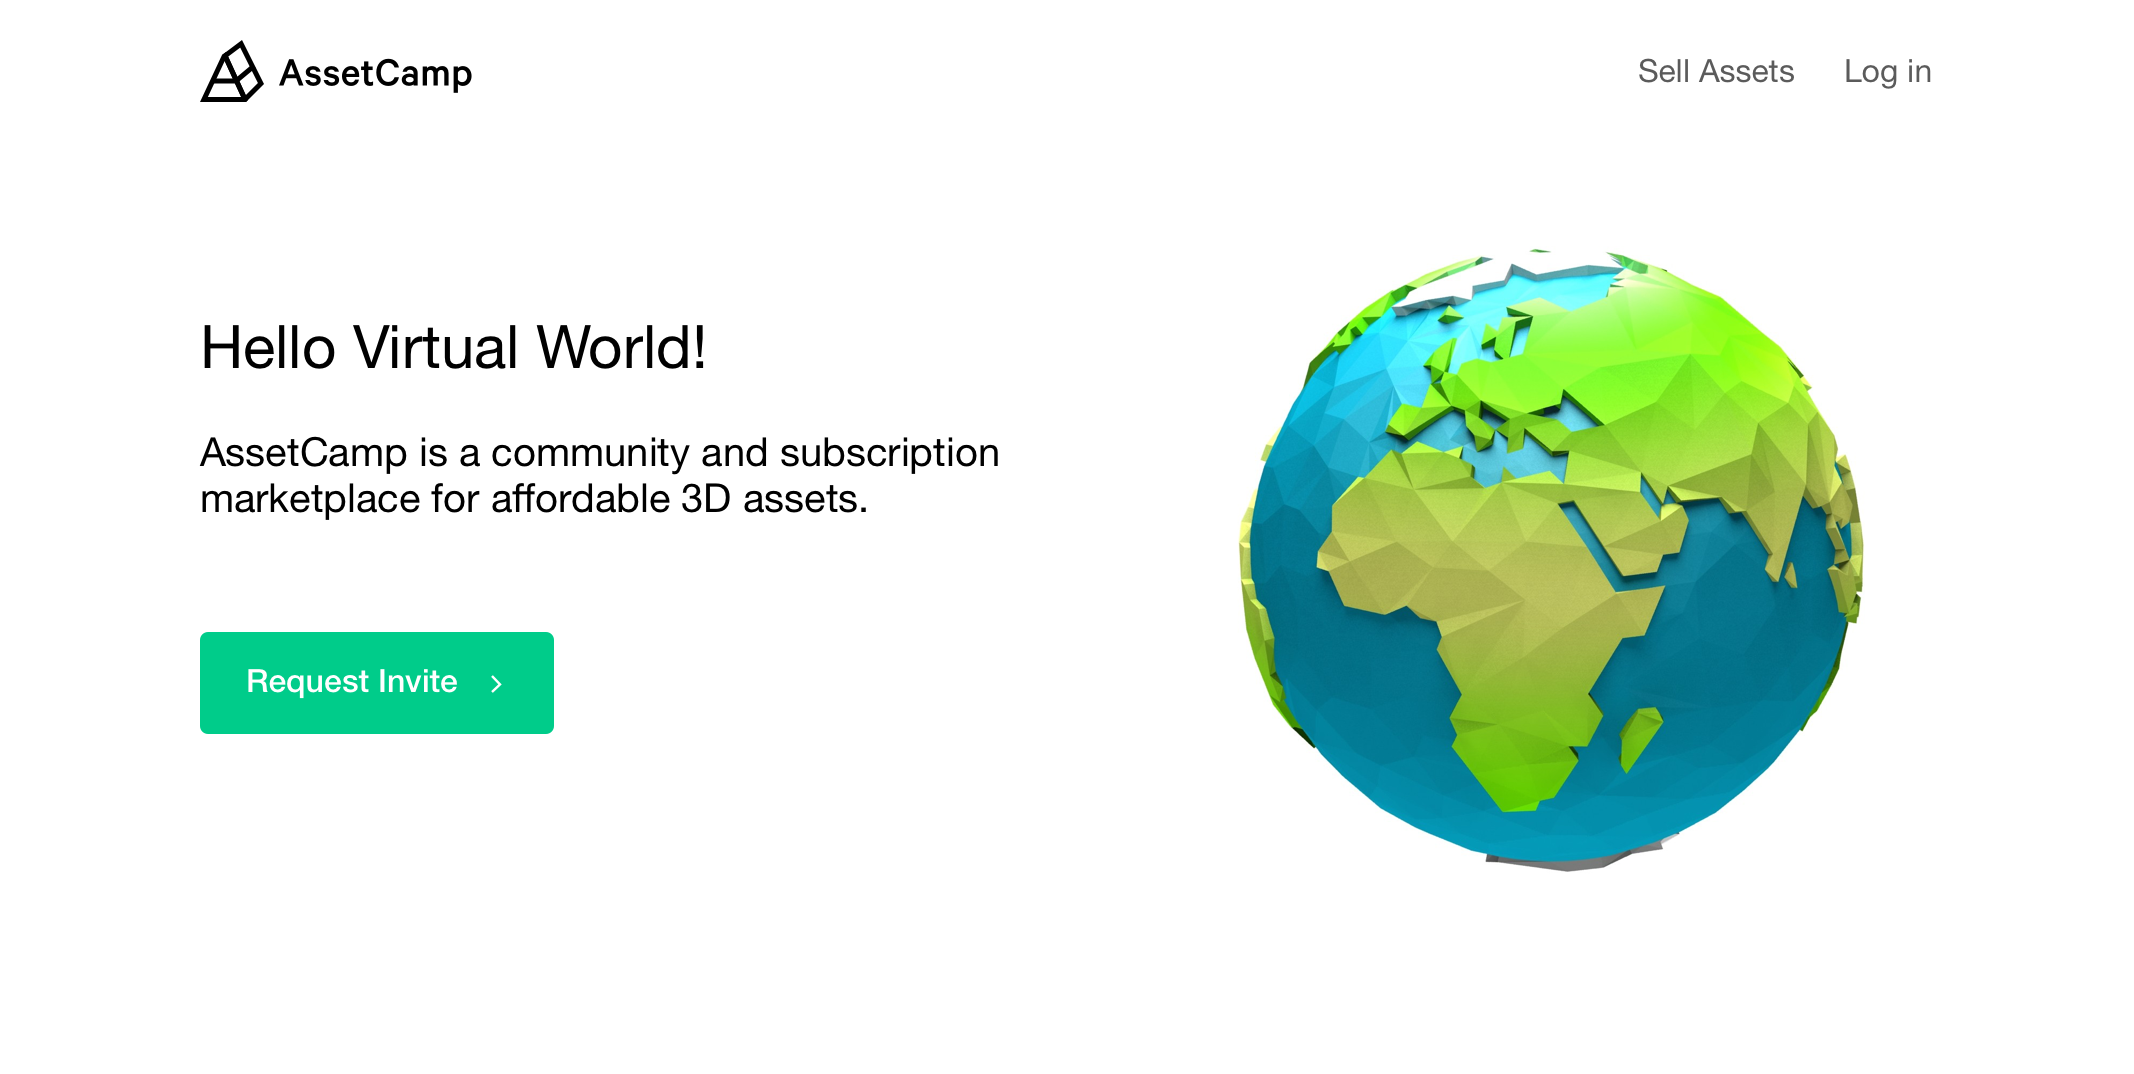 AssetCamp
Sell Assets
Log in
Hello Virtual World!
AssetCamp is a community and subscription
marketplace for affordable 3D assets.
Request Invite